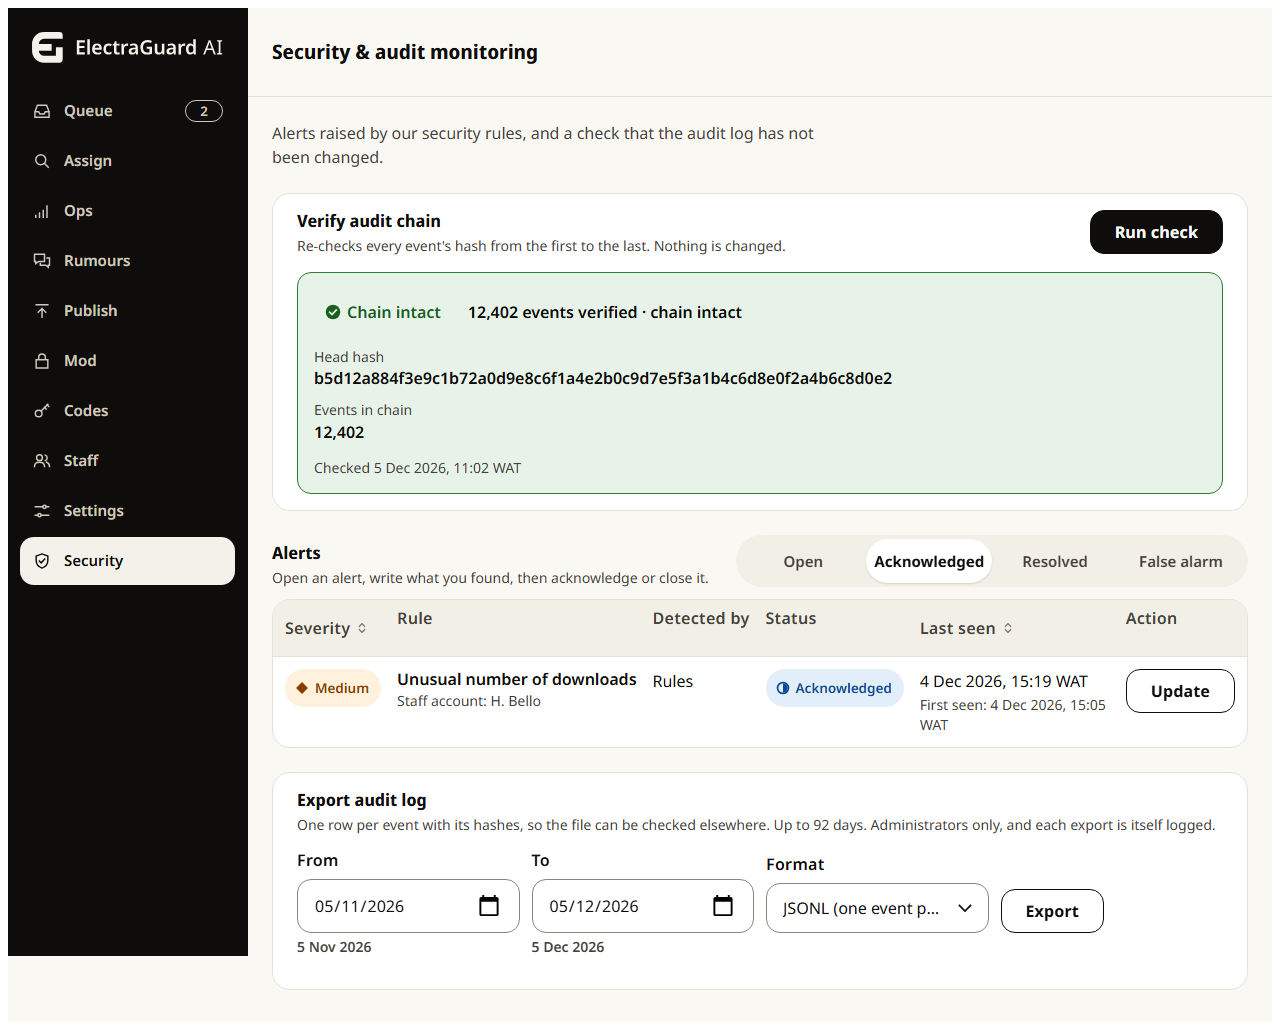 ElectraGuard AI
Queue 2
Assign
Ops
Rumours
Publish
Mod
Codes
Staff
Settings
Security
Security & audit monitoring
Alerts raised by our security rules, and a check that the audit log has not
been changed.
Verify audit chain
Re-checks every event's hash from the first to the last. Nothing is changed.
Run check
Chain intact 12,402 events verified · chain intact
Head hash
b5d12a884f3e9c1b72a0d9e8c6f1a4e2b0c9d7e5f3a1b4c6d8e0f2a4b6c8d0e2
Events in chain
12,402
Checked 5 Dec 2026, 11:02 WAT
Alerts
Open an alert, write what you found, then acknowledge or close it.
Open Acknowledged Resolved False alarm
Severity Rule Detected by Status Last seen Action
Medium Unusual number of downloads Rules Acknowledged 4 Dec 2026, 15:19 WAT Update
Staff account: H. Bello First seen: 4 Dec 2026, 15:05
WAT
Export audit log
One row per event with its hashes, so the file can be checked elsewhere. Up to 92 days. Administrators only, and each export is itself logged.
From To Format
05/11/2026 05/12/2026 JSONL (one event p... Export
5 Nov 2026 5 Dec 2026